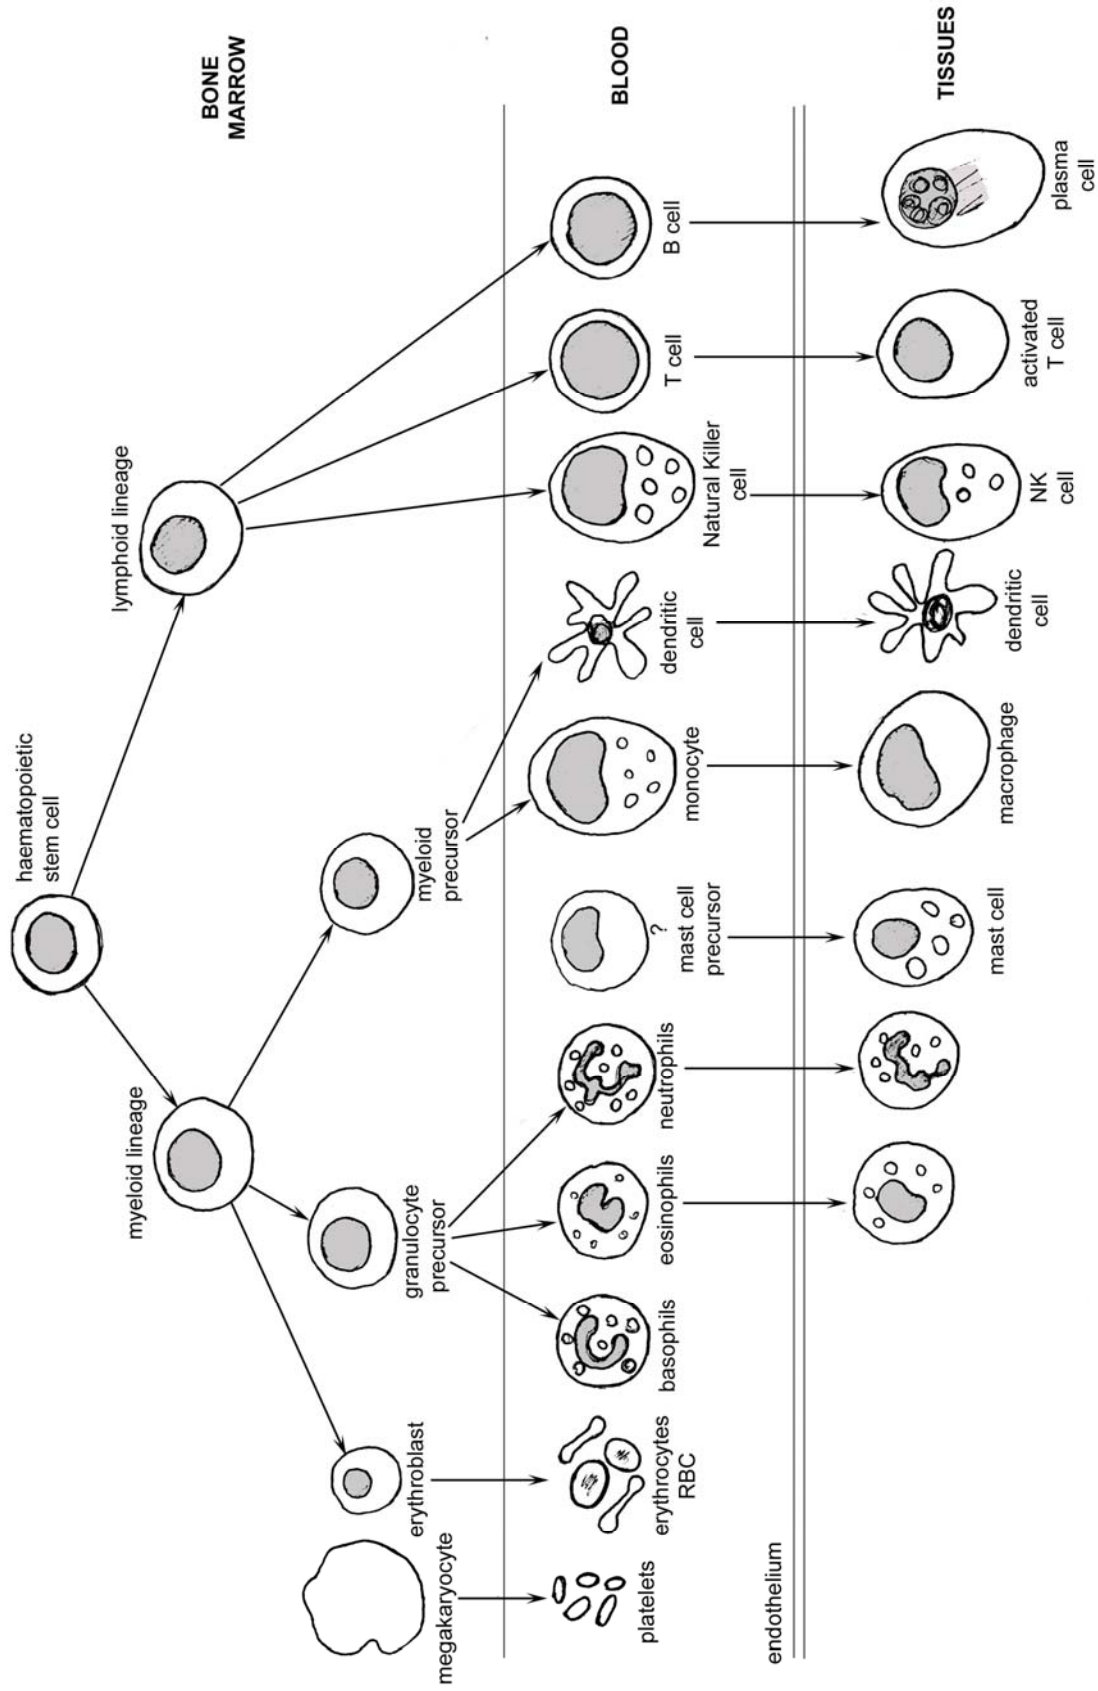 haematopoietic
stem cell
BONE
MARROW
lymphoid lineage
myeloid lineage
myeloid
precursor
granulocyte
precursor
erythroblast
megakaryocyte
BLOOD
platelets
erythrocytes
RBC
basophils
eosinophils
neutrophils
?
mast cell
precursor
monocyte
dendritic
cell
Natural Killer
cell
T cell
B cell
endothelium
TISSUES
mast cell
macrophage
dendritic
cell
NK
cell
activated
T cell
plasma
cell